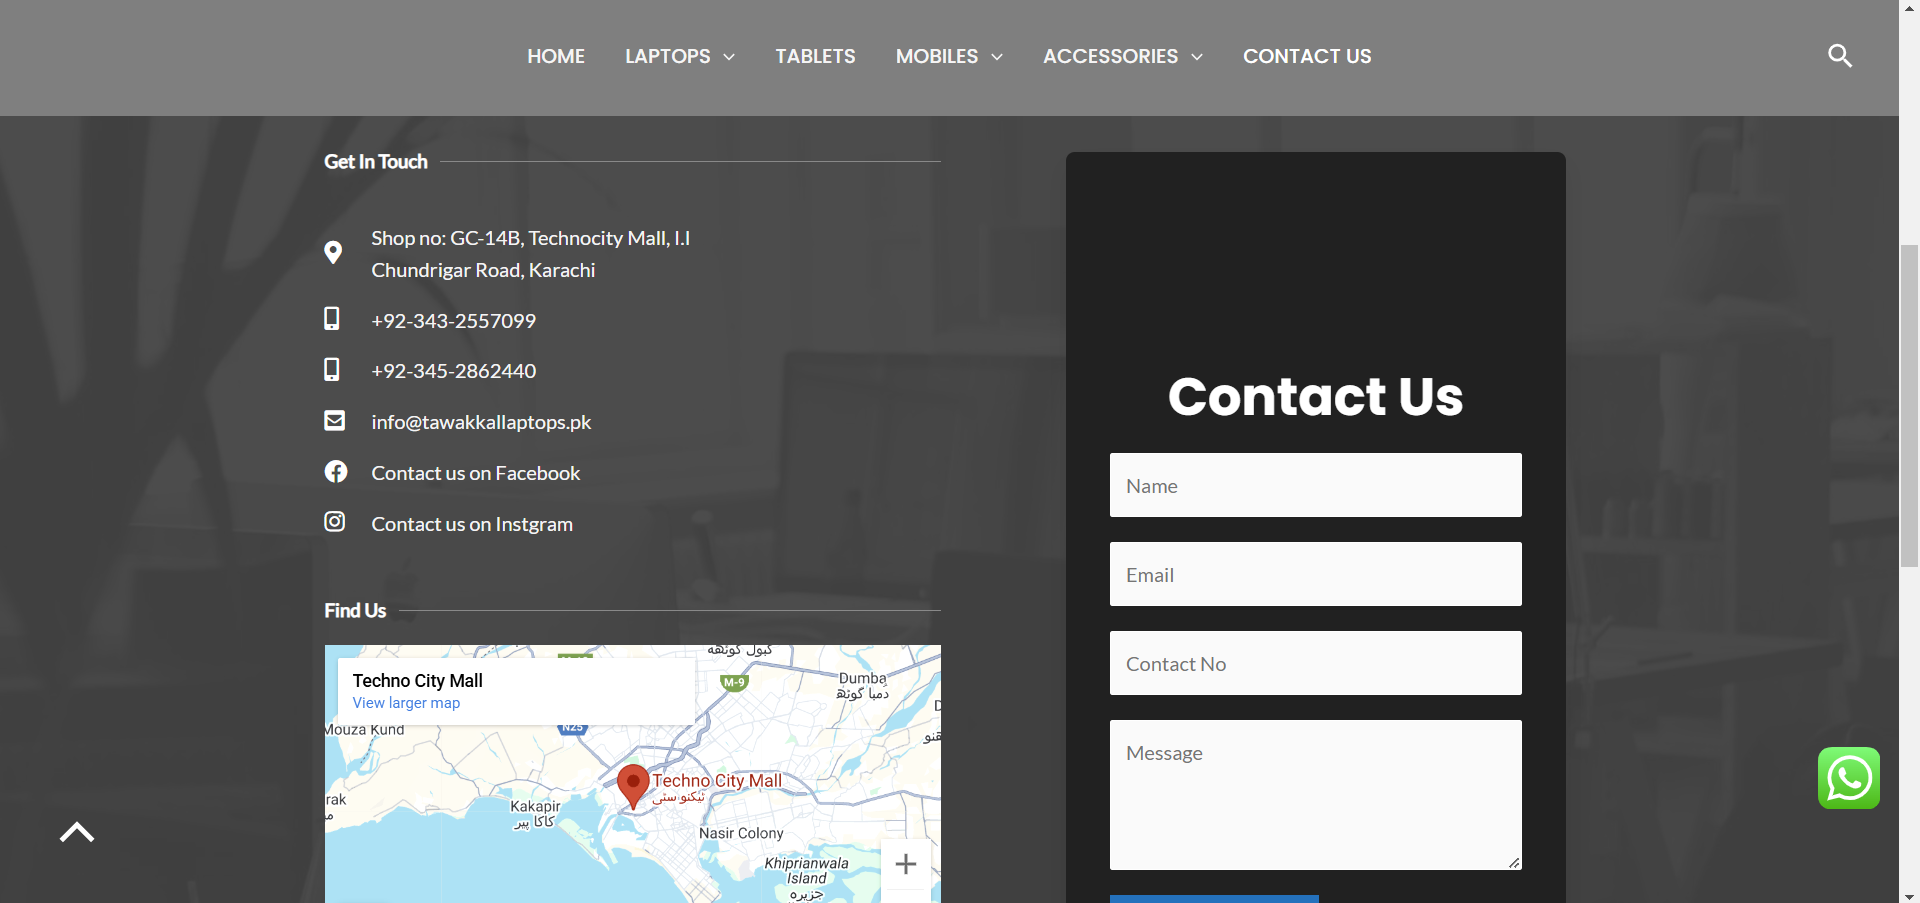 HOME
LAPTOPS
TABLETS
MOBILES
ACCESSORIES
CONTACT US
Get In Touch
Shop no: GC-14B, Technocity Mall, I.I
Chundrigar Road, Karachi
+92-343-2557099
+92-345-2862440
info@tawakkallaptops.pk
Contact us on Facebook
Contact us on Instgram
Find Us
Techno City Mall
View larger map
گبول گوٹھ
M-9
Dumba
دمبا گوٹھ
Mouza Kund
N25
Techno City Mall
ٹیکنو سٹی
Kakapir
کاکا پیر
Nasir Colony
Khiprianwala
Island
جزیرہ
Contact Us
Name
Email
Contact No
Message